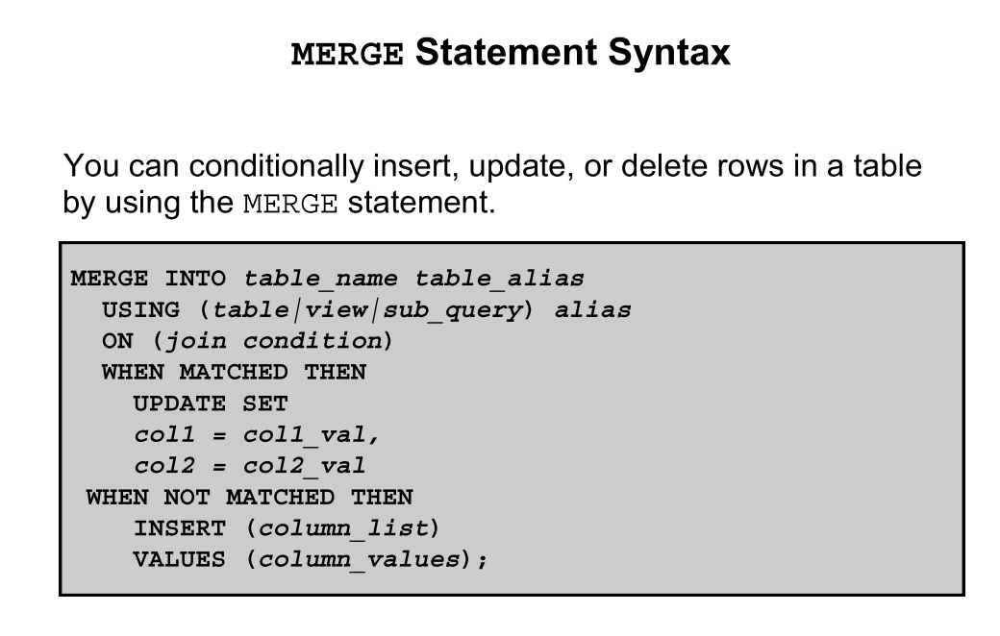 MERGE Statement Syntax
You can conditionally insert, update, or delete rows in a table
by using the MERGE statement.
MERGE INTO table_name table_alias
USING (table|view|sub_query) alias
ON (join condition)
WHEN MATCHED THEN
UPDATE SET
col1 = col1_val,
col2 = col2_val
WHEN NOT MATCHED THEN
INSERT (column_list)
VALUES (column_values);